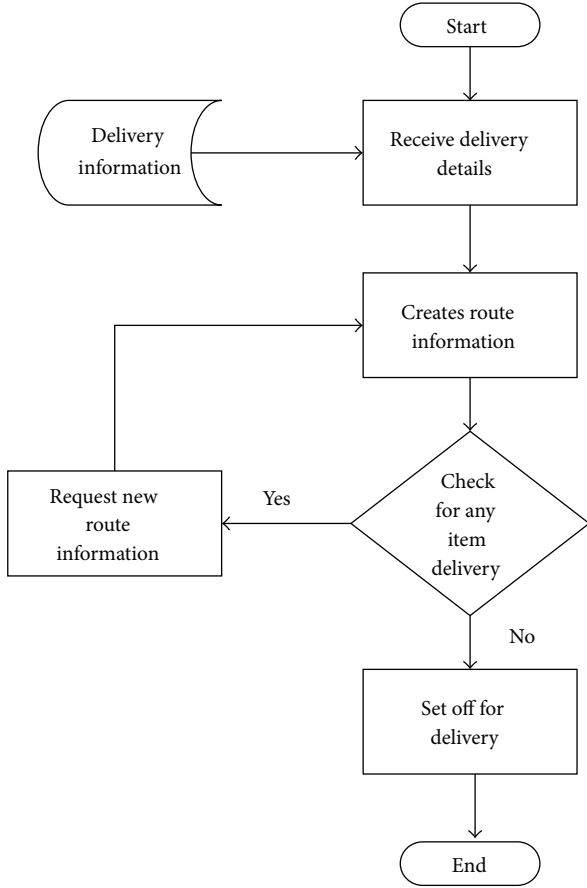 Start
Delivery
information
Receive delivery
details
Creates route
information
Check
for any
item
delivery
Yes
Request new
route
information
No
Set off for
delivery
End